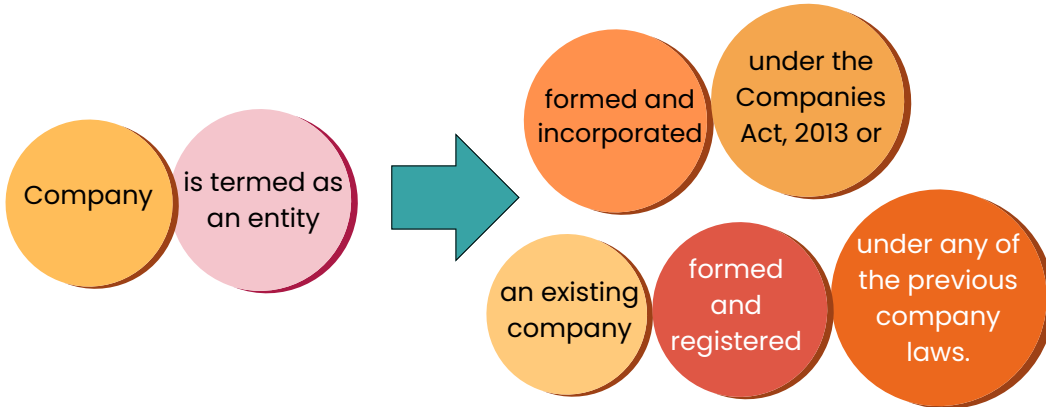 Company
is termed as
an entity
formed and
incorporated
under the
Companies
Act, 2013 or
an existing
company
formed
and
registered
under any of
the previous
company
laws.